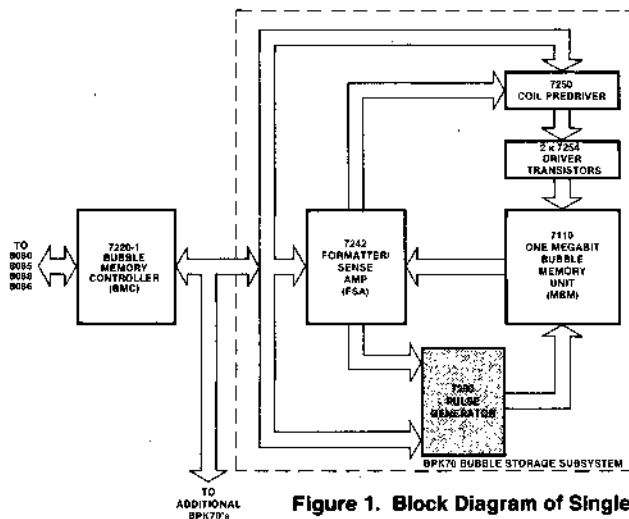 7250
COIL PREDRIVER
2 x 7254
DRIVER
TRANSISTORS
TO
8080
8085
8088
8086
7220-1
BUBBLE
MEMORY
CONTROLLER
(BMC)
7242
FORMATTER/
SENSE
AMP
(FSA)
7110
ONE MEGABIT
BUBBLE
MEMORY
UNIT
(MBM)
PULSE
GENERATOR
BPK70 BUBBLE STORAGE SUBSYSTEM
TO
ADDITIONAL
BPK70's
Figure 1. Block Diagram of Single